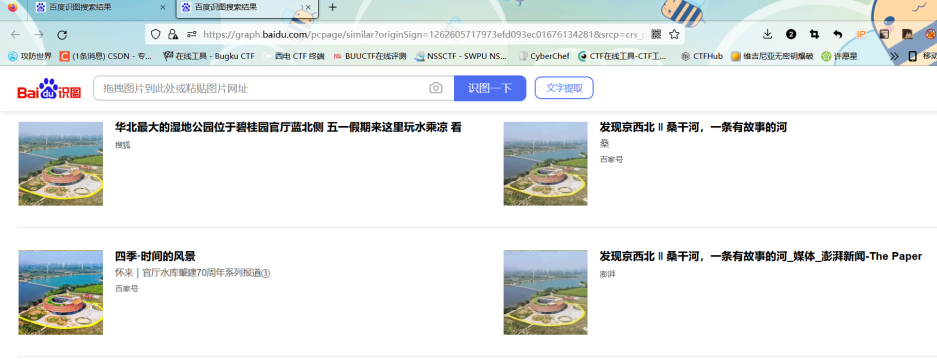 百度识图搜索结果
百度识图搜索结果
https://graph.baidu.com/pcpage/similar?originSign=1262605717973efd093ec01676134281&srcp=crs_
攻防世界
(1条消息) CSDN - 专...
在线工具 - Bugku CTF
西电 CTF 终端
BUUCTF在线评测
NSSCTF - SWPU NS...
CyberChef
CTF在线工具-CTF工...
CTFHub
维吉尼亚无密钥爆破
许愿星
移动
Bai du 识图
拖拽图片到此处或粘贴图片网址
识图一下
文字提取
华北最大的湿地公园位于碧桂园官厅蓝北侧 五一假期来这里玩水乘凉 看
搜狐
发现京西北 ‖ 桑干河，一条有故事的河
桑
百家号
四季·时间的风景
怀来｜官厅水库肇建70周年系列报道③
百家号
发现京西北 ‖ 桑干河，一条有故事的河_媒体_澎湃新闻-The Paper
澎湃